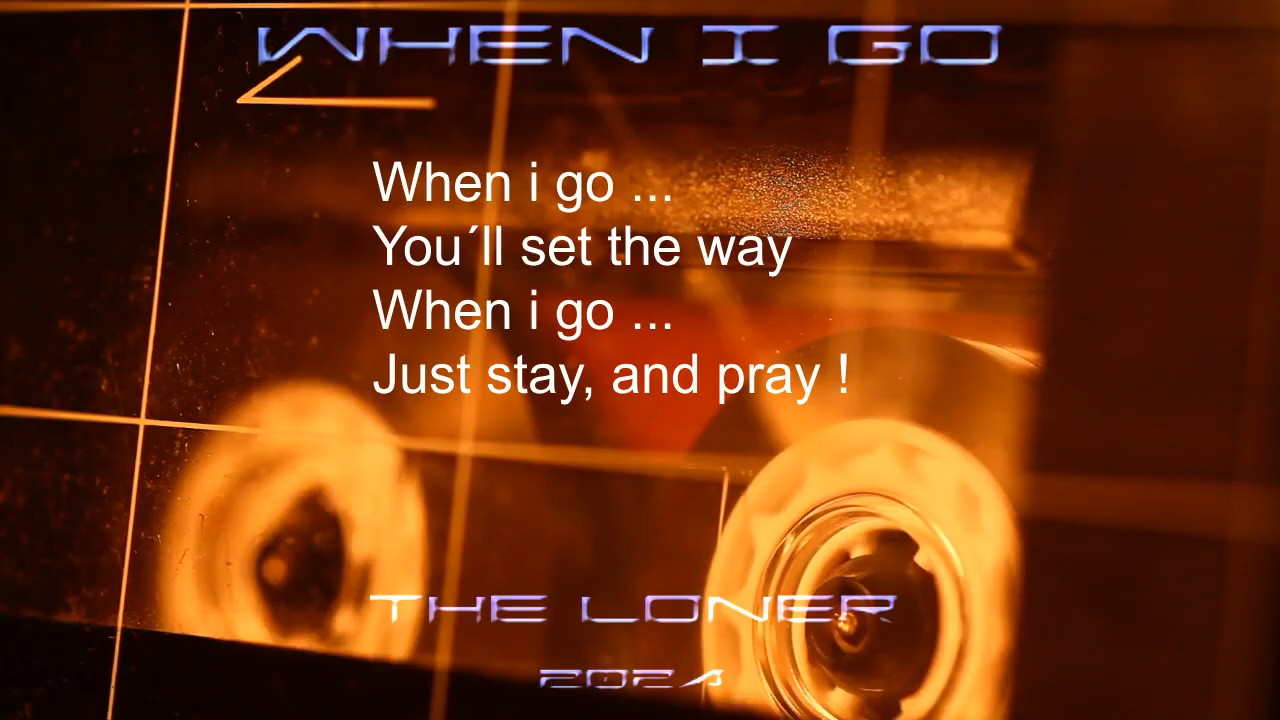 WHEN I GO
When i go ...
You´ll set the way
When i go ...
Just stay, and pray !
THE LONER
2024